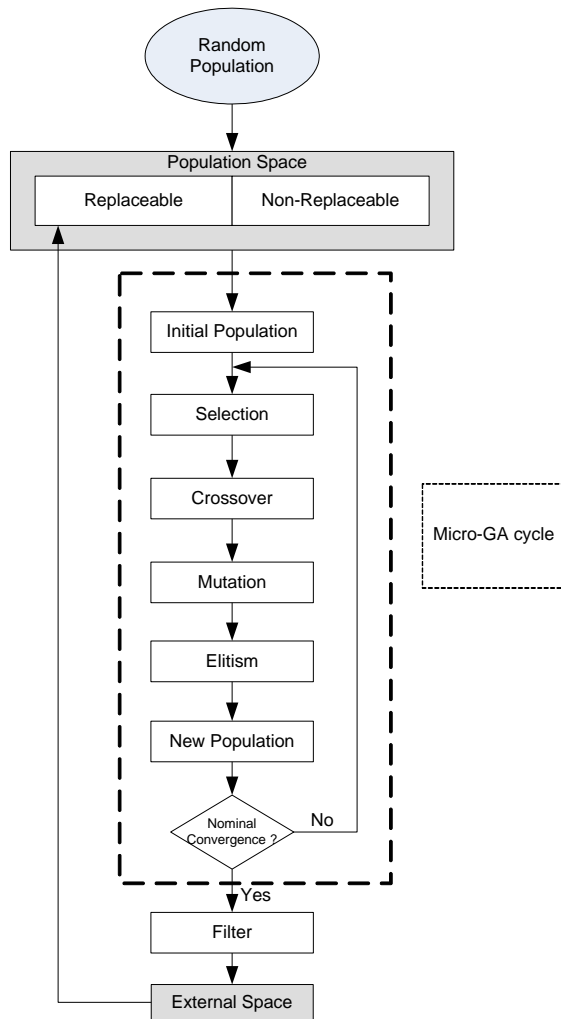 Random
Population
Population Space
Replaceable
Non-Replaceable
Initial Population
Selection
Crossover
Micro-GA cycle
Mutation
Elitism
New Population
Nominal
Convergence ?
No
Yes
Filter
External Space